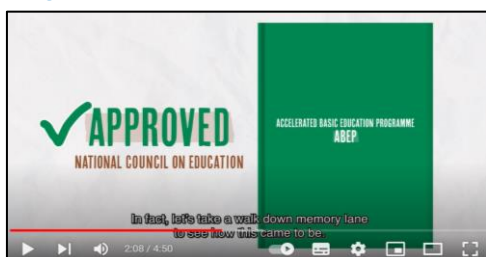 APPROVED
NATIONAL COUNCIL ON EDUCATION
ACCELERATED BASIC EDUCATION PROGRAMME
ABEP
In fact, let's take a walk down memory lane
to see how this came to be.
2:08 / 4:50